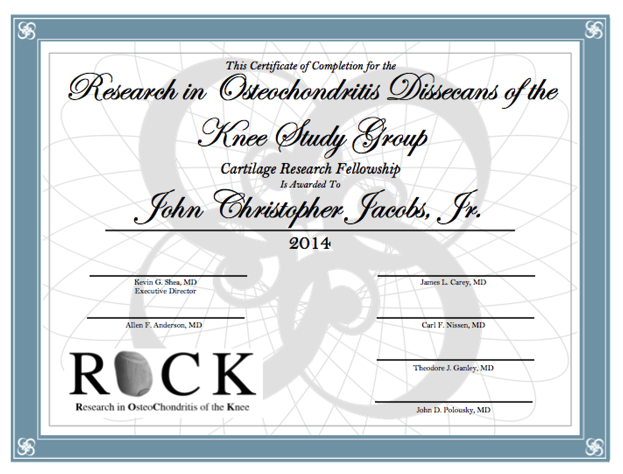 This Certificate of Completion for the
Research in Osteochondritis Dissecans of the
Knee Study Group
Cartilage Research Fellowship
Is Awarded To
John Christopher Jacobs, Jr.
2014
Kevin G. Shea, MD
Executive Director
Allen F. Anderson, MD
James L. Carey, MD
Carl F. Nissen, MD
Theodore J. Ganley, MD
John D. Polousky, MD
ROCK
Research in OsteoChondritis of the Knee